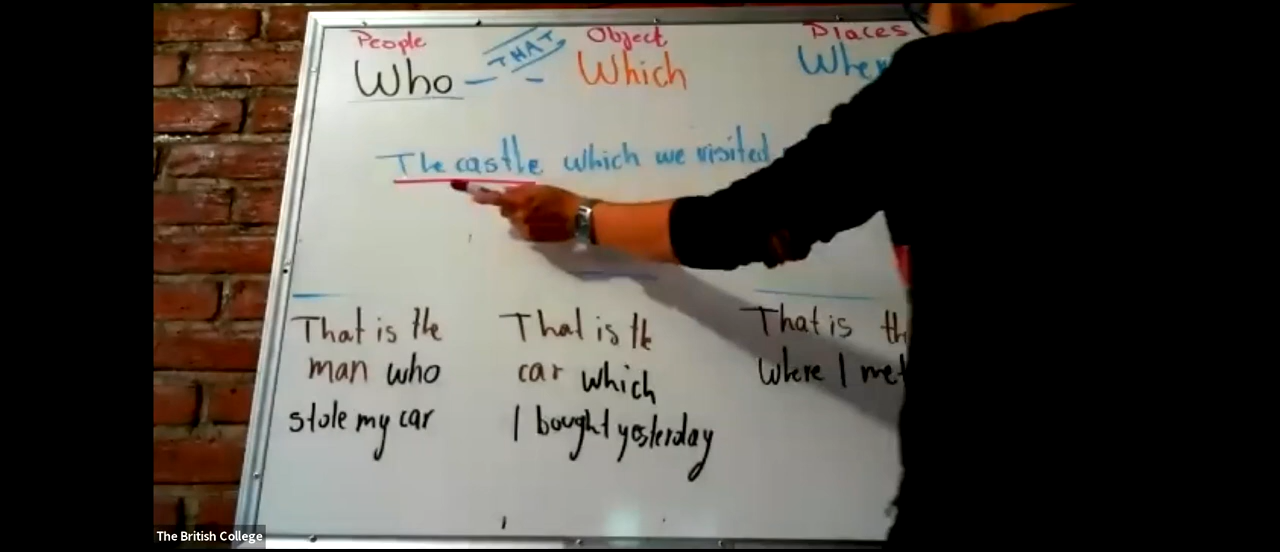 People
THAT
Object
Places
Who
Which
The castle which we visited
That is the
man who
stole my car
That is the
car which
I bought yesterday
That is
where I met
The British College